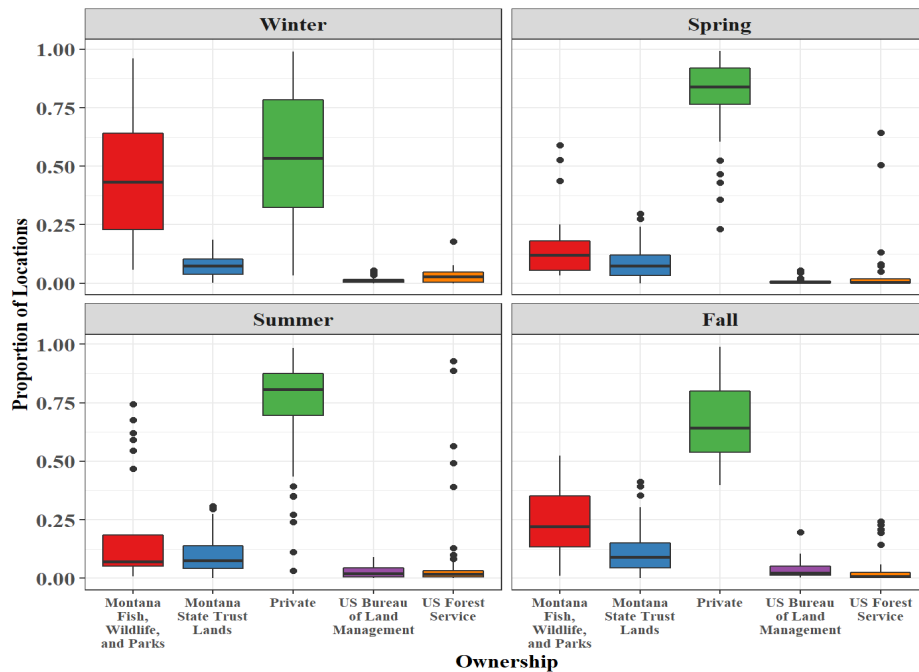 Winter
Spring
1.00
0.75
0.50
0.25
0.00
Summer
Fall
1.00
0.75
0.50
0.25
0.00
Proportion of Locations
Montana
Fish,
Wildlife,
and Parks
Montana
State Trust
Lands
Private
US Bureau
of Land
Management
US Forest
Service
Montana
Fish,
Wildlife,
and Parks
Montana
State Trust
Lands
Private
US Bureau
of Land
Management
US Forest
Service
Ownership